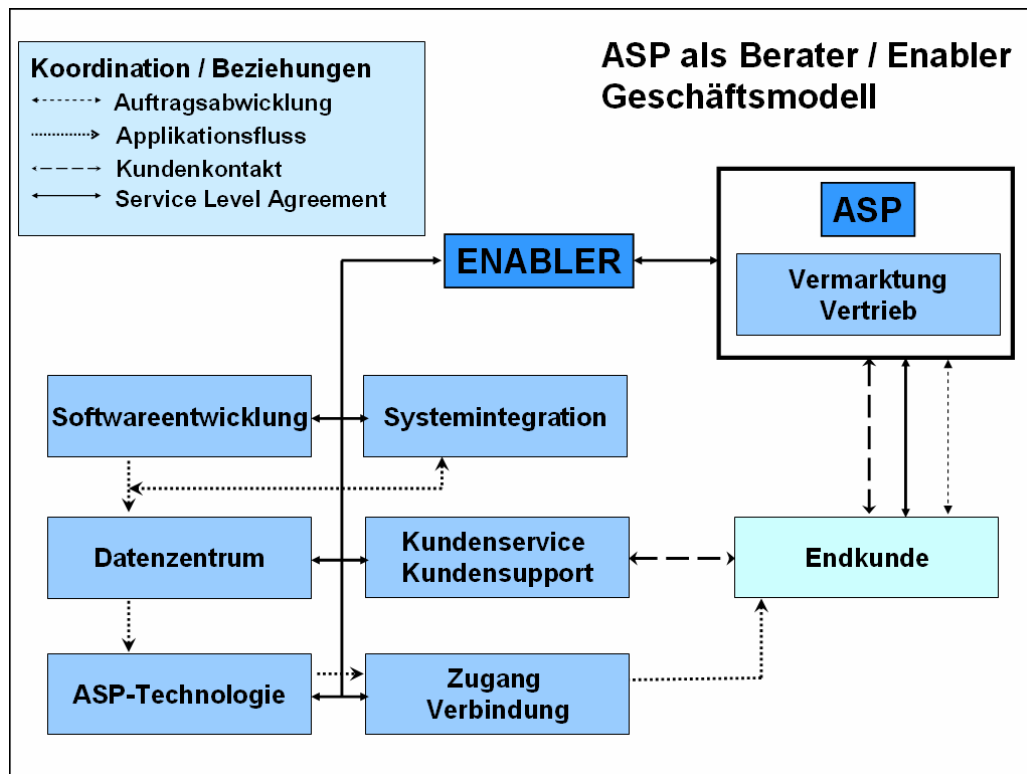 ASP als Berater / Enabler
Geschäftsmodell
Koordination / Beziehungen
Auftragsabwicklung
Applikationsfluss
Kundenkontakt
Service Level Agreement
ASP
ENABLER
Vermarktung
Vertrieb
Softwareentwicklung
Systemintegration
Datenzentrum
Kundenservice
Kundensupport
Endkunde
ASP-Technologie
Zugang
Verbindung